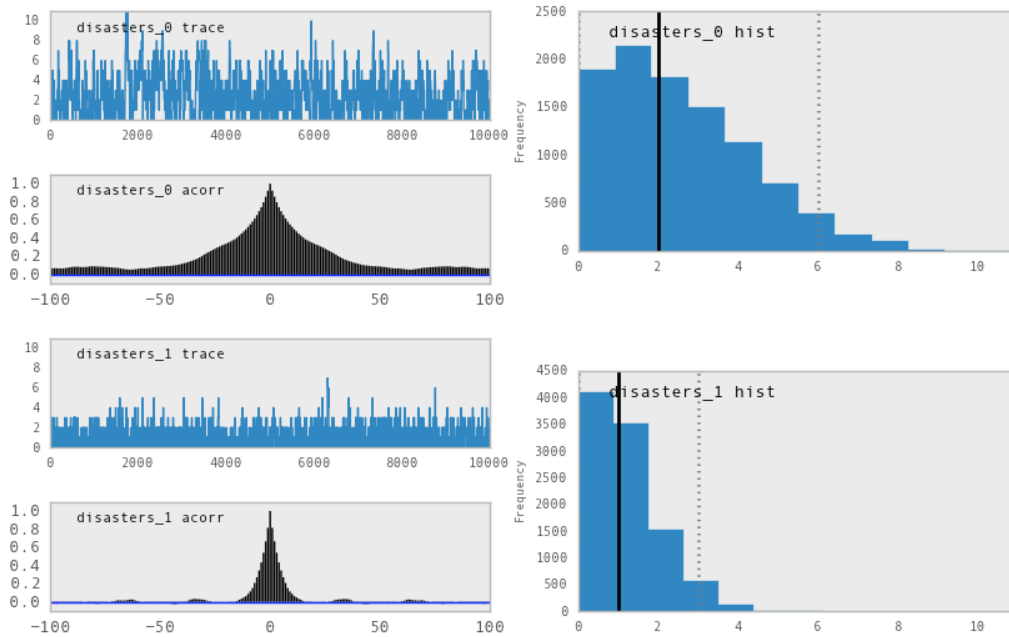 disasters_0 trace
10
8
6
4
2
0
0 2000 4000 6000 8000 10000
disasters_0 acorr
1.0
0.8
0.6
0.4
0.2
0.0
−100 −50 0 50 100
disasters_0 hist
Frequency
2500
2000
1500
1000
500
0
0 2 4 6 8 10
disasters_1 trace
10
8
6
4
2
0
0 2000 4000 6000 8000 10000
disasters_1 acorr
1.0
0.8
0.6
0.4
0.2
0.0
−100 −50 0 50 100
disasters_1 hist
Frequency
4500
4000
3500
3000
2500
2000
1500
1000
500
0
0 2 4 6 8 10